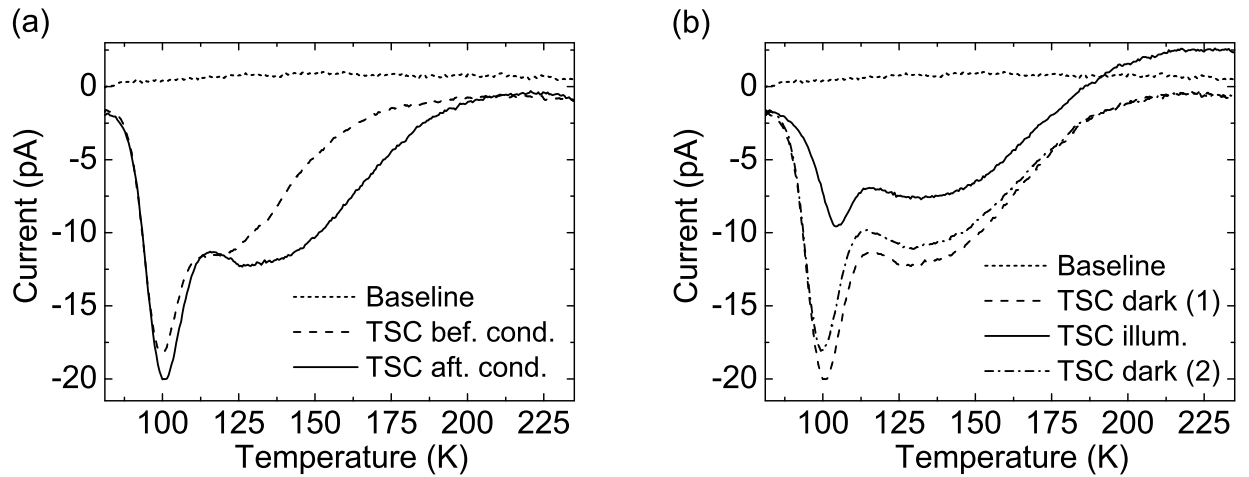 (a)
0
-5
-10
-15
-20
Current (pA)
Baseline
TSC bef. cond.
TSC aft. cond.
100 125 150 175 200 225
Temperature (K)
(b)
0
-5
-10
-15
-20
Current (pA)
Baseline
TSC dark (1)
TSC illum.
TSC dark (2)
100 125 150 175 200 225
Temperature (K)